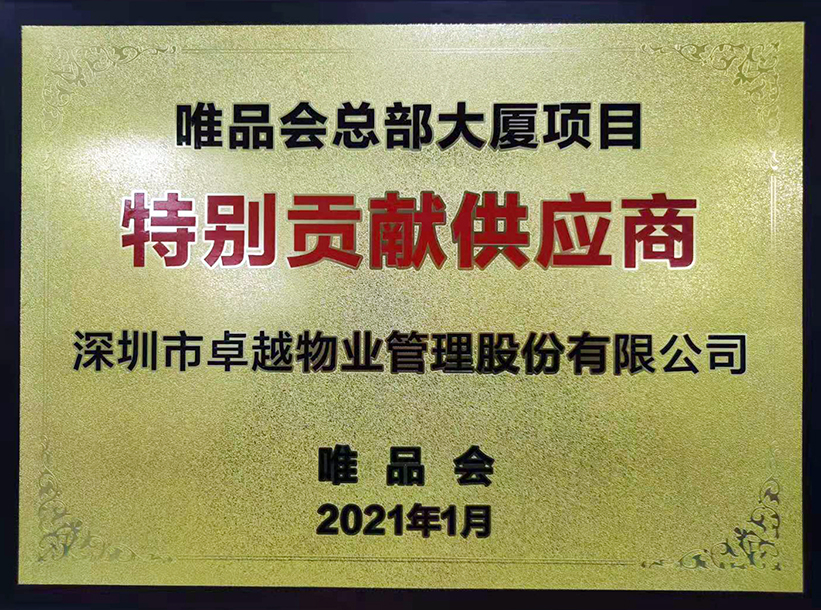 唯品会总部大厦项目
特别贡献供应商
深圳市卓越物业管理股份有限公司
唯品会
2021年1月